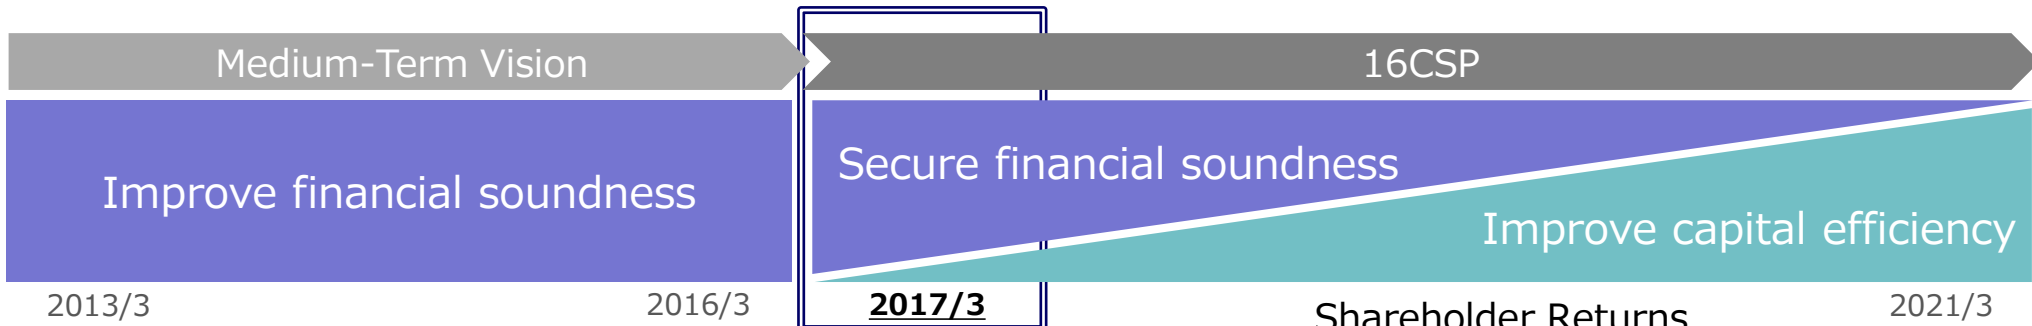 Medium-Term Vision
16CSP
Improve financial soundness
Secure financial soundness
Improve capital efficiency
2013/3
2016/3
2017/3
Shareholder Returns
2021/3